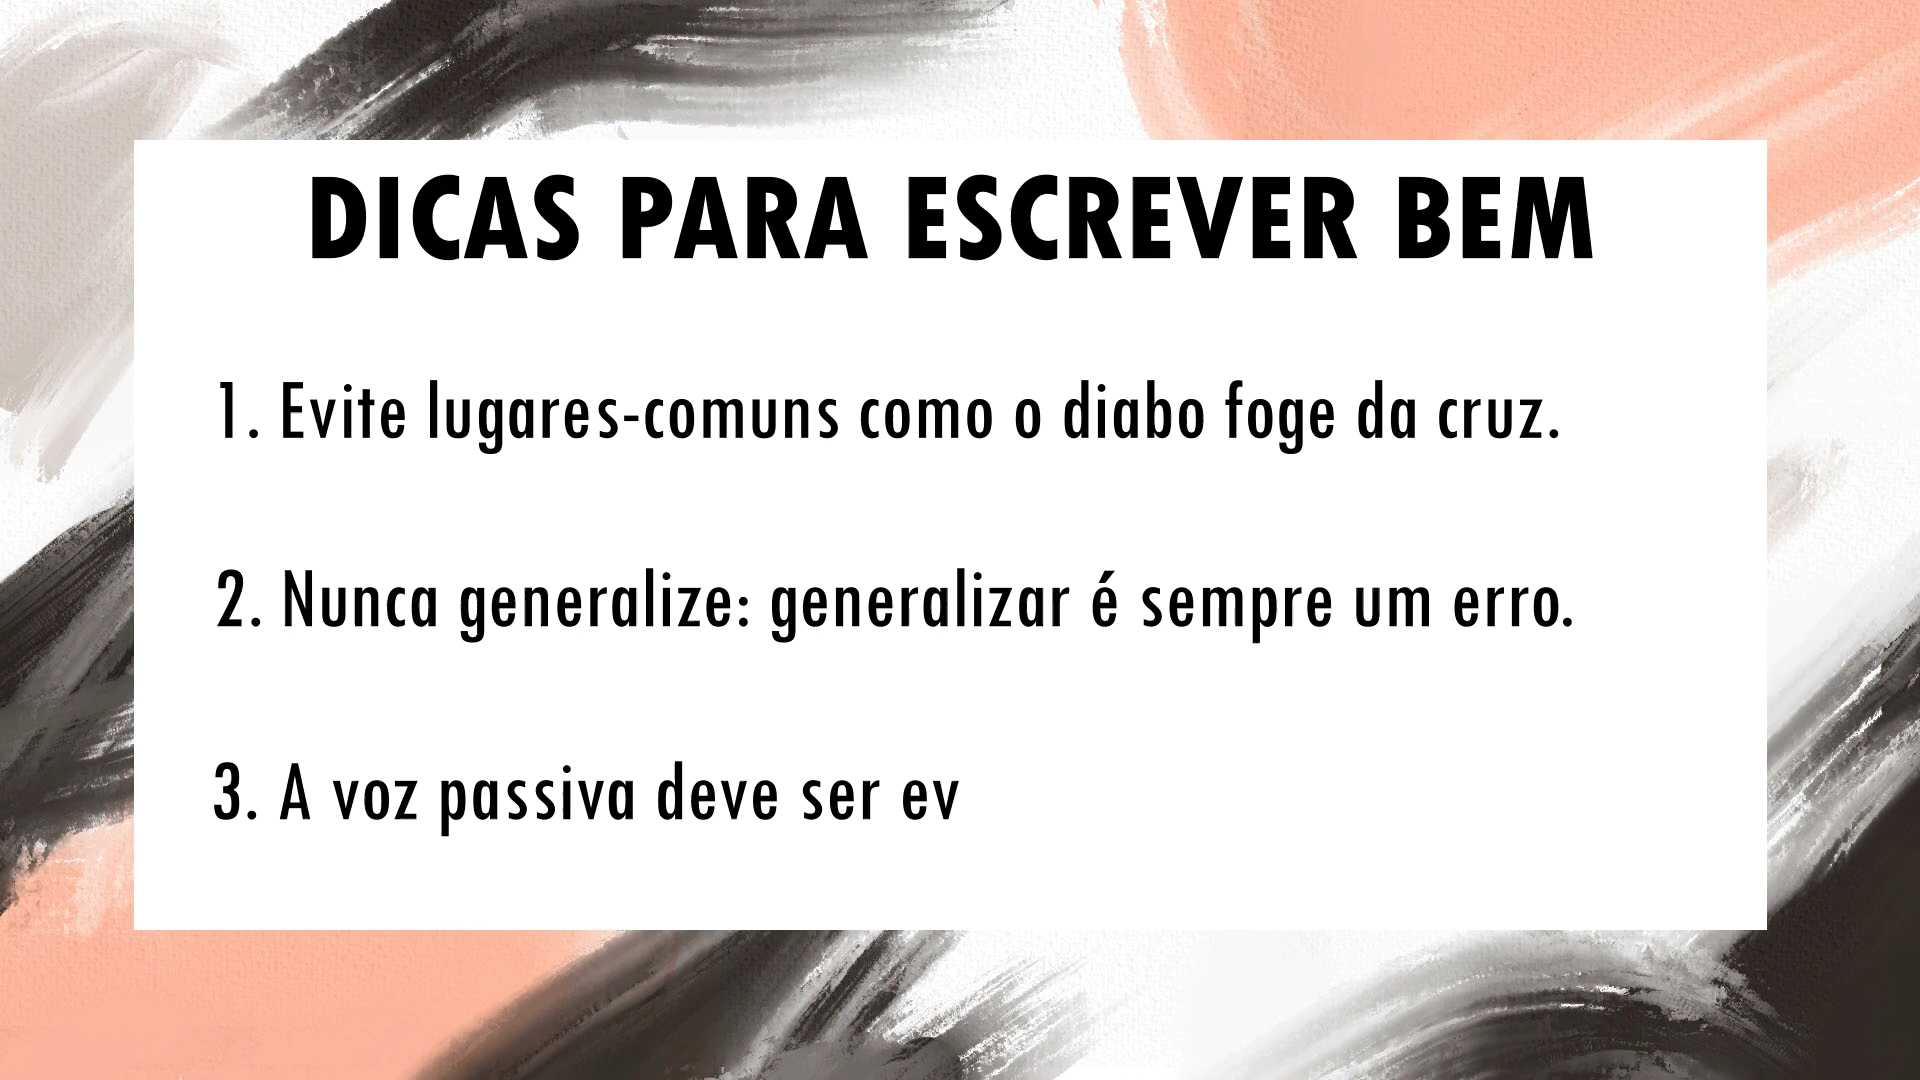 DICAS PARA ESCREVER BEM
1. Evite lugares-comuns como o diabo foge da cruz.
2. Nunca generalize: generalizar é sempre um erro.
3. A voz passiva deve ser ev